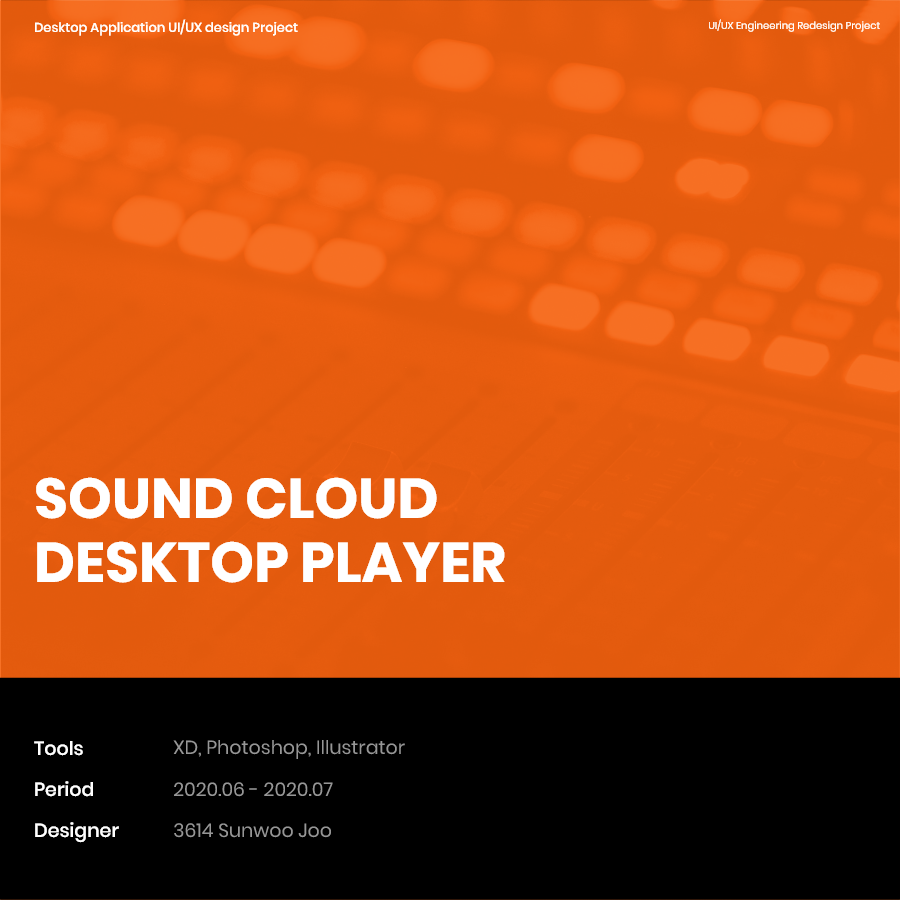 Desktop Application UI/UX design Project
UI/UX Engineering Redesign Project
SOUND CLOUD
DESKTOP PLAYER
Tools XD, Photoshop, Illustrator
Period 2020.06 - 2020.07
Designer 3614 Sunwoo Joo